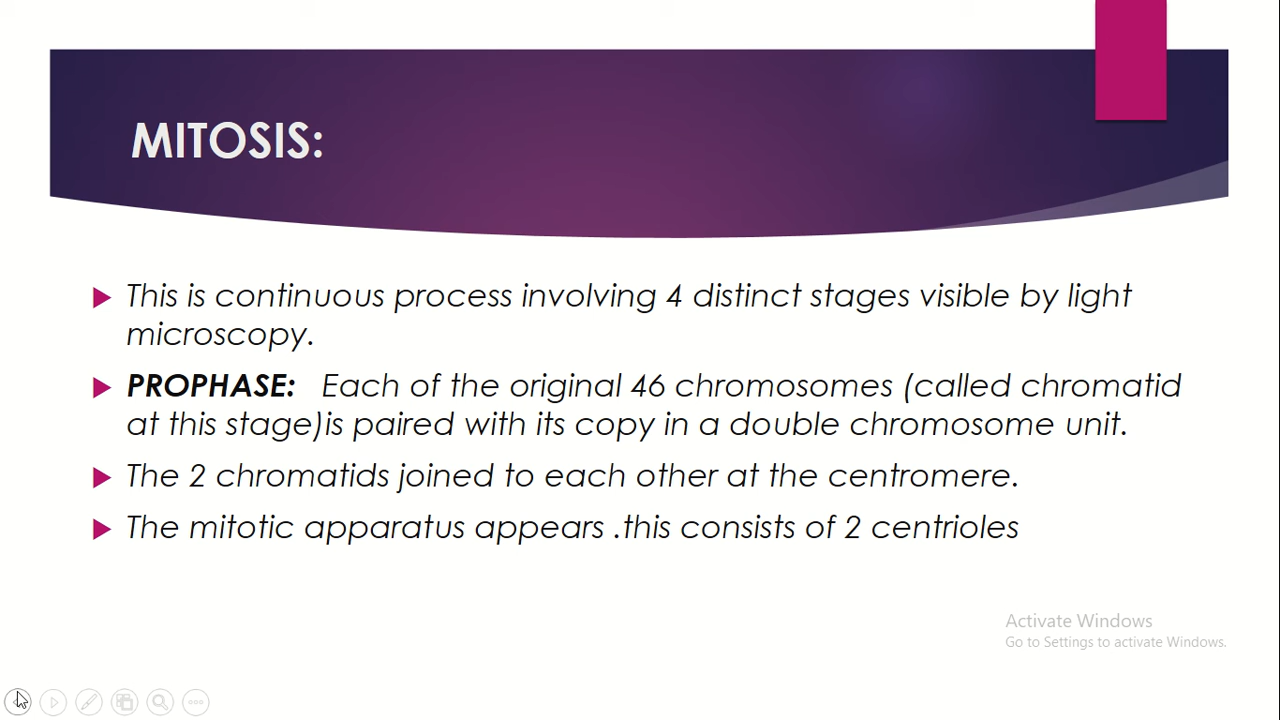 MITOSIS:
This is continuous process involving 4 distinct stages visible by light
microscopy.
PROPHASE: Each of the original 46 chromosomes (called chromatid
at this stage)is paired with its copy in a double chromosome unit.
The 2 chromatids joined to each other at the centromere.
The mitotic apparatus appears .this consists of 2 centrioles
Activate Windows
Go to Settings to activate Windows.